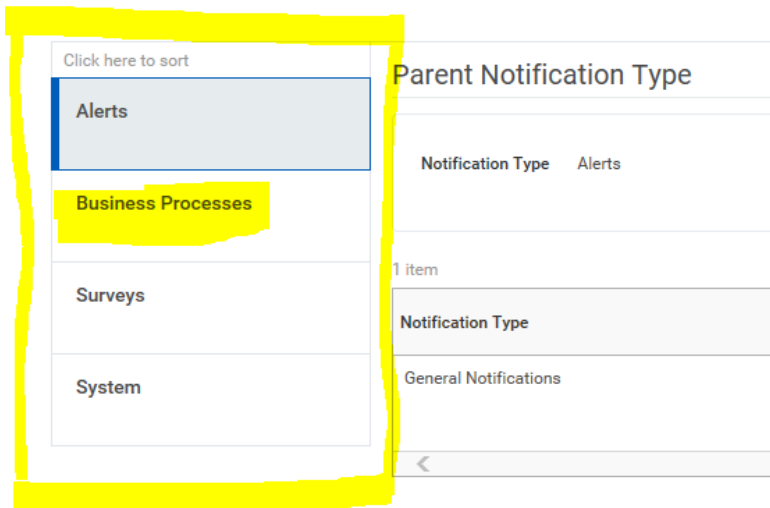 Click here to sort
Alerts
Business Processes
Surveys
System
Parent Notification Type
Notification Type Alerts
1 item
Notification Type
General Notifications